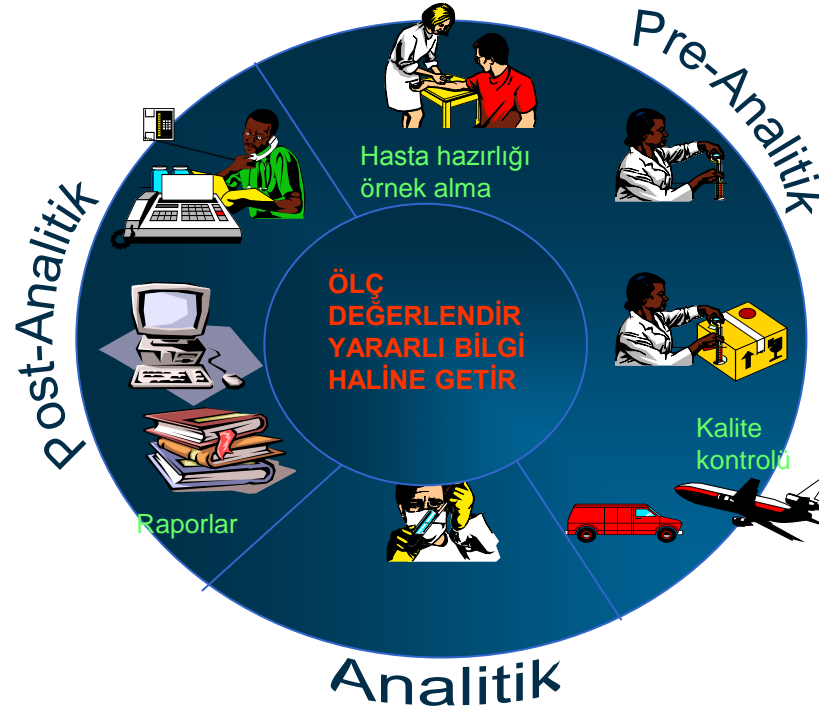 Pre-Analitik
Hasta hazırlığı
örnek alma
Post-Analitik
ÖLÇ
DEĞERLENDİR
YARARLI BİLGİ
HALİNE GETİR
Kalite
kontrolü
Raporlar
Analitik